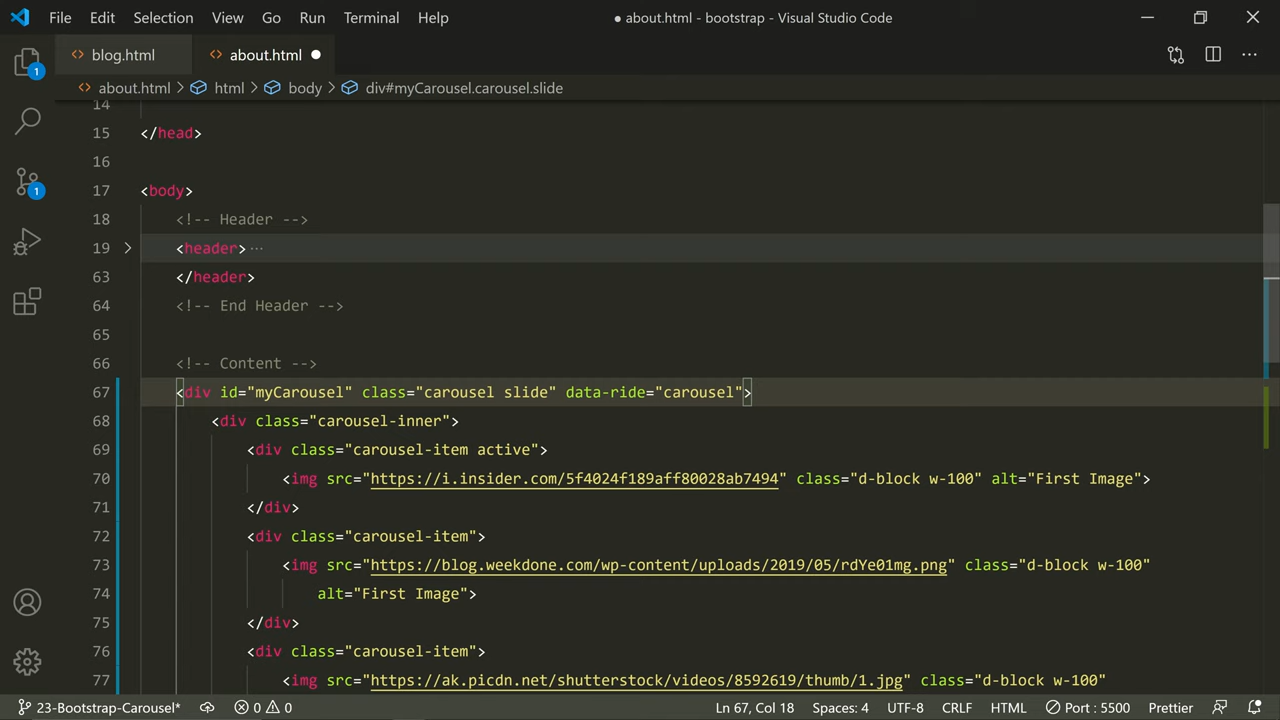 File Edit Selection View Go Run Terminal Help ● about.html - bootstrap - Visual Studio Code
1 <> blog.html <> about.html ●
<> about.html > html > body > div#myCarousel.carousel.slide
14
15 </head>
16
17 <body>
18 <!-- Header -->
19 > <header> ···
63 </header>
64 <!-- End Header -->
65
66 <!-- Content -->
67 <div id="myCarousel" class="carousel slide" data-ride="carousel">
68 <div class="carousel-inner">
69 <div class="carousel-item active">
70 <img src="https://i.insider.com/5f4024f189aff80028ab7494" class="d-block w-100" alt="First Image">
71 </div>
72 <div class="carousel-item">
73 <img src="https://blog.weekdone.com/wp-content/uploads/2019/05/rdYe01mg.png" class="d-block w-100"
74 alt="First Image">
75 </div>
76 <div class="carousel-item">
77 <img src="https://ak.picdn.net/shutterstock/videos/8592619/thumb/1.jpg" class="d-block w-100"
1
23-Bootstrap-Carousel* 0 0 Ln 67, Col 18 Spaces: 4 UTF-8 CRLF HTML Port : 5500 Prettier